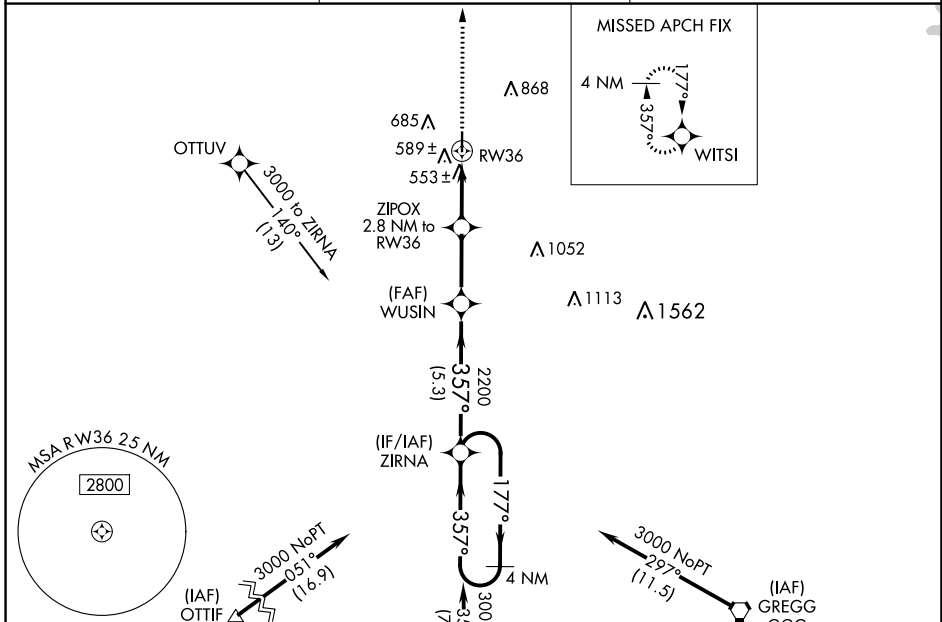 MISSED APCH FIX
4 NM
177°
357°
WITSI
868
685
589 ±
553 ±
RW36
OTTUV
3000 to ZIRNA
140°
(13)
ZIPOX
2.8 NM to
RW36
1052
(FAF)
WUSIN
1113
1562
2200
357°
(5.3)
(IF/IAF)
ZIRNA
177°
357°
4 NM
MSA RW36 25 NM
2800
3000 NoPT
051°
(16.9)
(IAF)
OTTIF
3000 NoPT
297°
(11.5)
(IAF)
GREGG